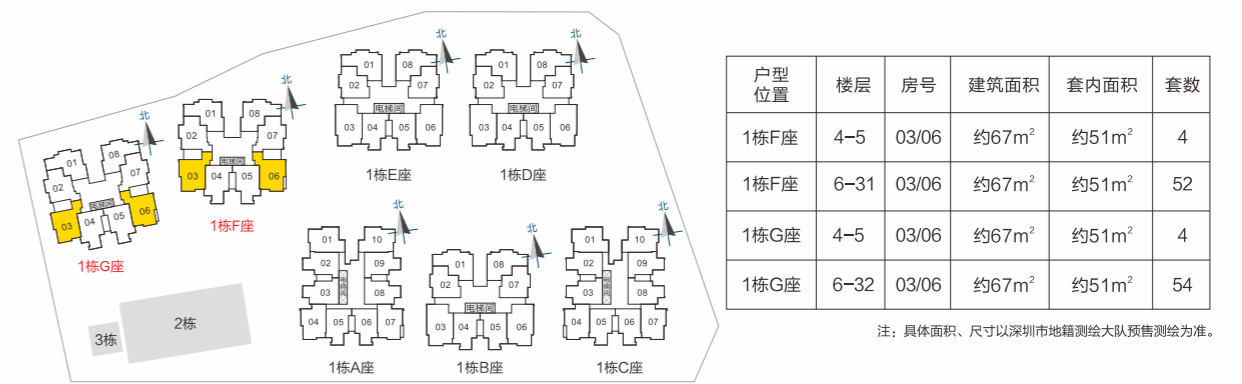 北
01
08
02
07
电梯间
03
04
05
06
1栋E座
北
01
08
02
07
电梯间
03
04
05
06
1栋D座
北
01
08
02
07
电梯间
03
04
05
06
1栋F座
北
01
08
02
07
电梯间
03
04
05
06
1栋G座
北
01
10
02
09
电梯间
03
08
04
05
06
07
1栋A座
北
01
08
02
07
电梯间
03
04
05
06
1栋B座
北
01
10
02
09
电梯间
03
08
04
05
06
07
1栋C座
2栋
3栋
户型位置 楼层 房号 建筑面积 套内面积 套数
1栋F座 4-5 03/06 约67m² 约51m² 4
1栋F座 6-31 03/06 约67m² 约51m² 52
1栋G座 4-5 03/06 约67m² 约51m² 4
1栋G座 6-32 03/06 约67m² 约51m² 54
注：具体面积、尺寸以深圳市地籍测绘大队预售测绘为准。